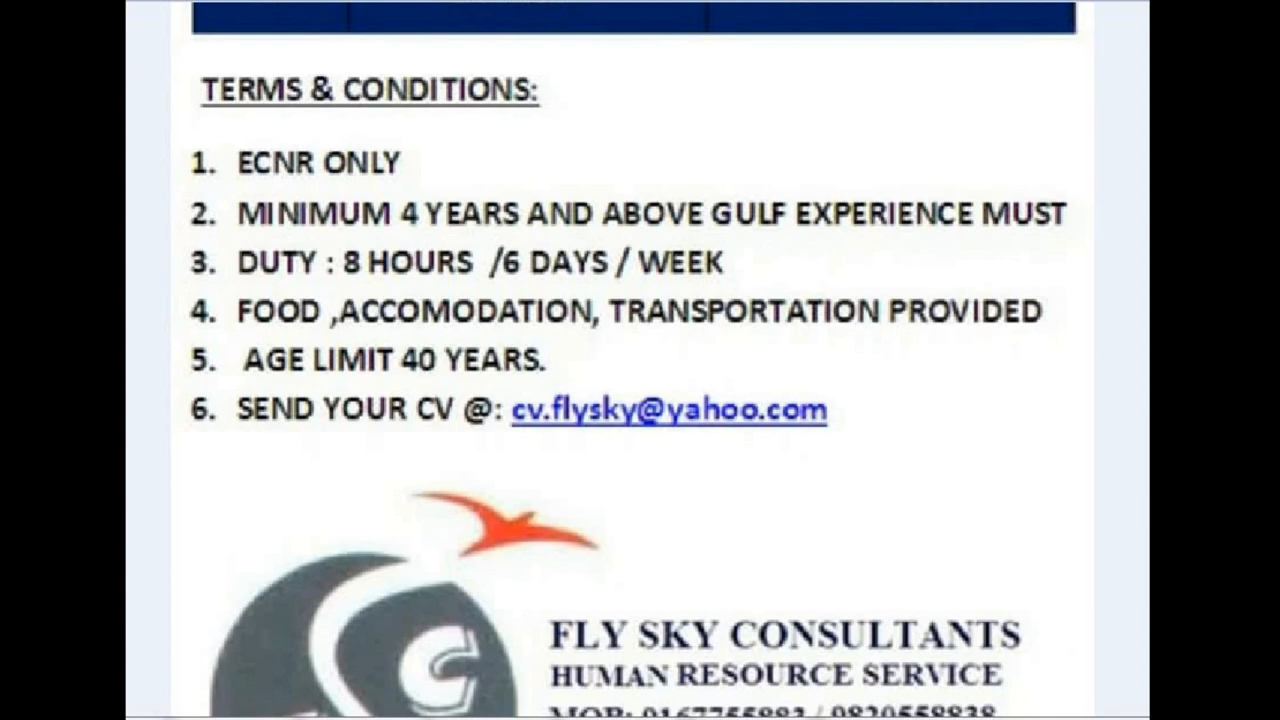 TERMS & CONDITIONS:
1. ECNR ONLY
2. MINIMUM 4 YEARS AND ABOVE GULF EXPERIENCE MUST
3. DUTY : 8 HOURS /6 DAYS / WEEK
4. FOOD ,ACCOMODATION, TRANSPORTATION PROVIDED
5. AGE LIMIT 40 YEARS.
6. SEND YOUR CV @: cv.flysky@yahoo.com
C
FLY SKY CONSULTANTS
HUMAN RESOURCE SERVICE
MOB: